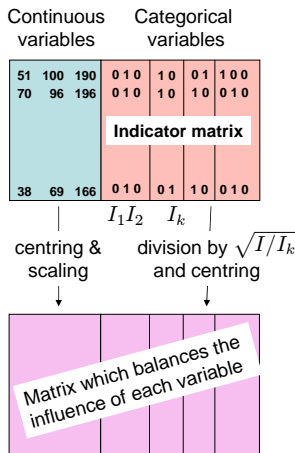 Continuous Categorical
variables variables
51 100 190 0 1 0 1 0 0 1 1 0 0
70 96 196 0 1 0 1 0 1 0 0 1 0
Indicator matrix
38 69 166 0 1 0 0 1 1 0 0 1 0
I₁I₂ Iₖ
centring & division by √I/Iₖ
scaling and centring
Matrix which balances the
influence of each variable